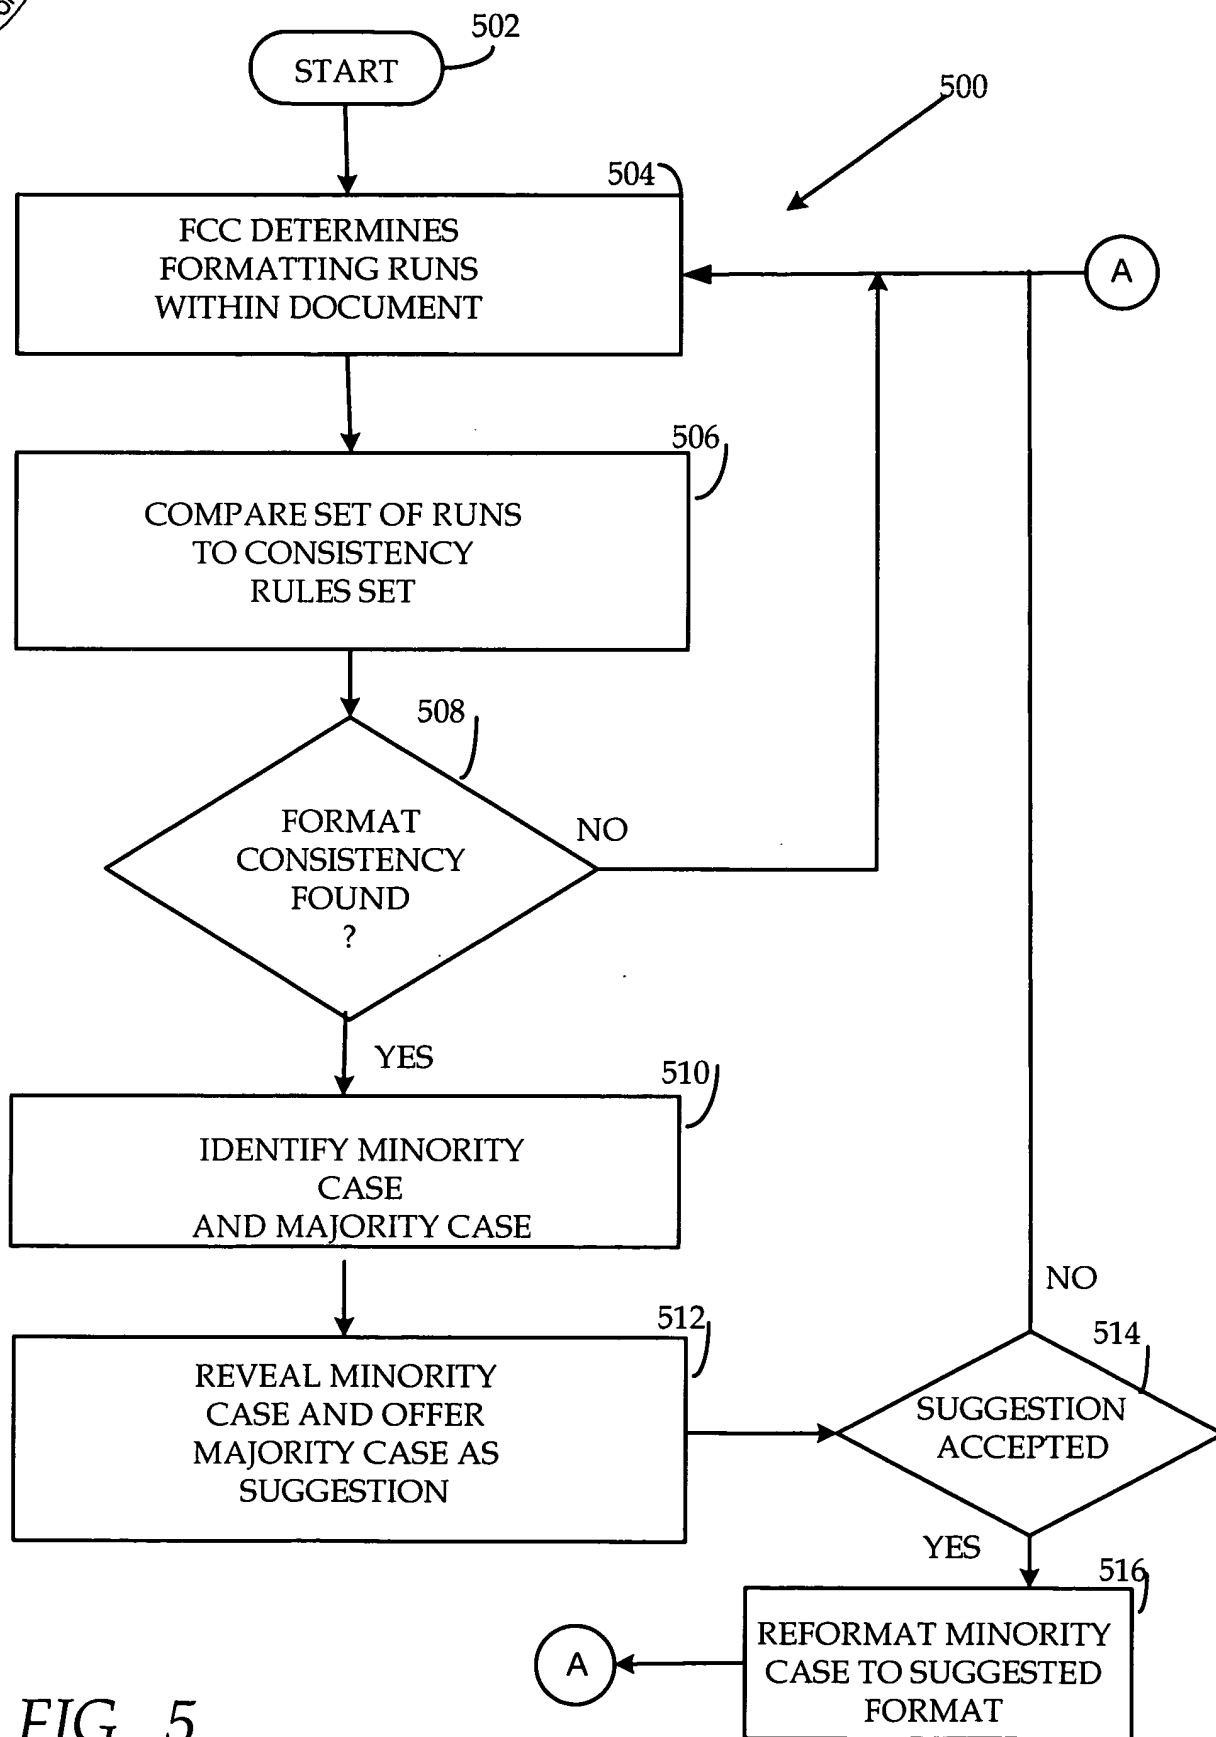 502
START
500
504
FCC DETERMINES
FORMATTING RUNS
WITHIN DOCUMENT
A
506
COMPARE SET OF RUNS
TO CONSISTENCY
RULES SET
508
FORMAT
CONSISTENCY
FOUND
?
NO
YES
510
IDENTIFY MINORITY
CASE
AND MAJORITY CASE
NO
512
514
REVEAL MINORITY
CASE AND OFFER
MAJORITY CASE AS
SUGGESTION
SUGGESTION
ACCEPTED
YES
516
REFORMAT MINORITY
CASE TO SUGGESTED
FORMAT
A
FIG. 5